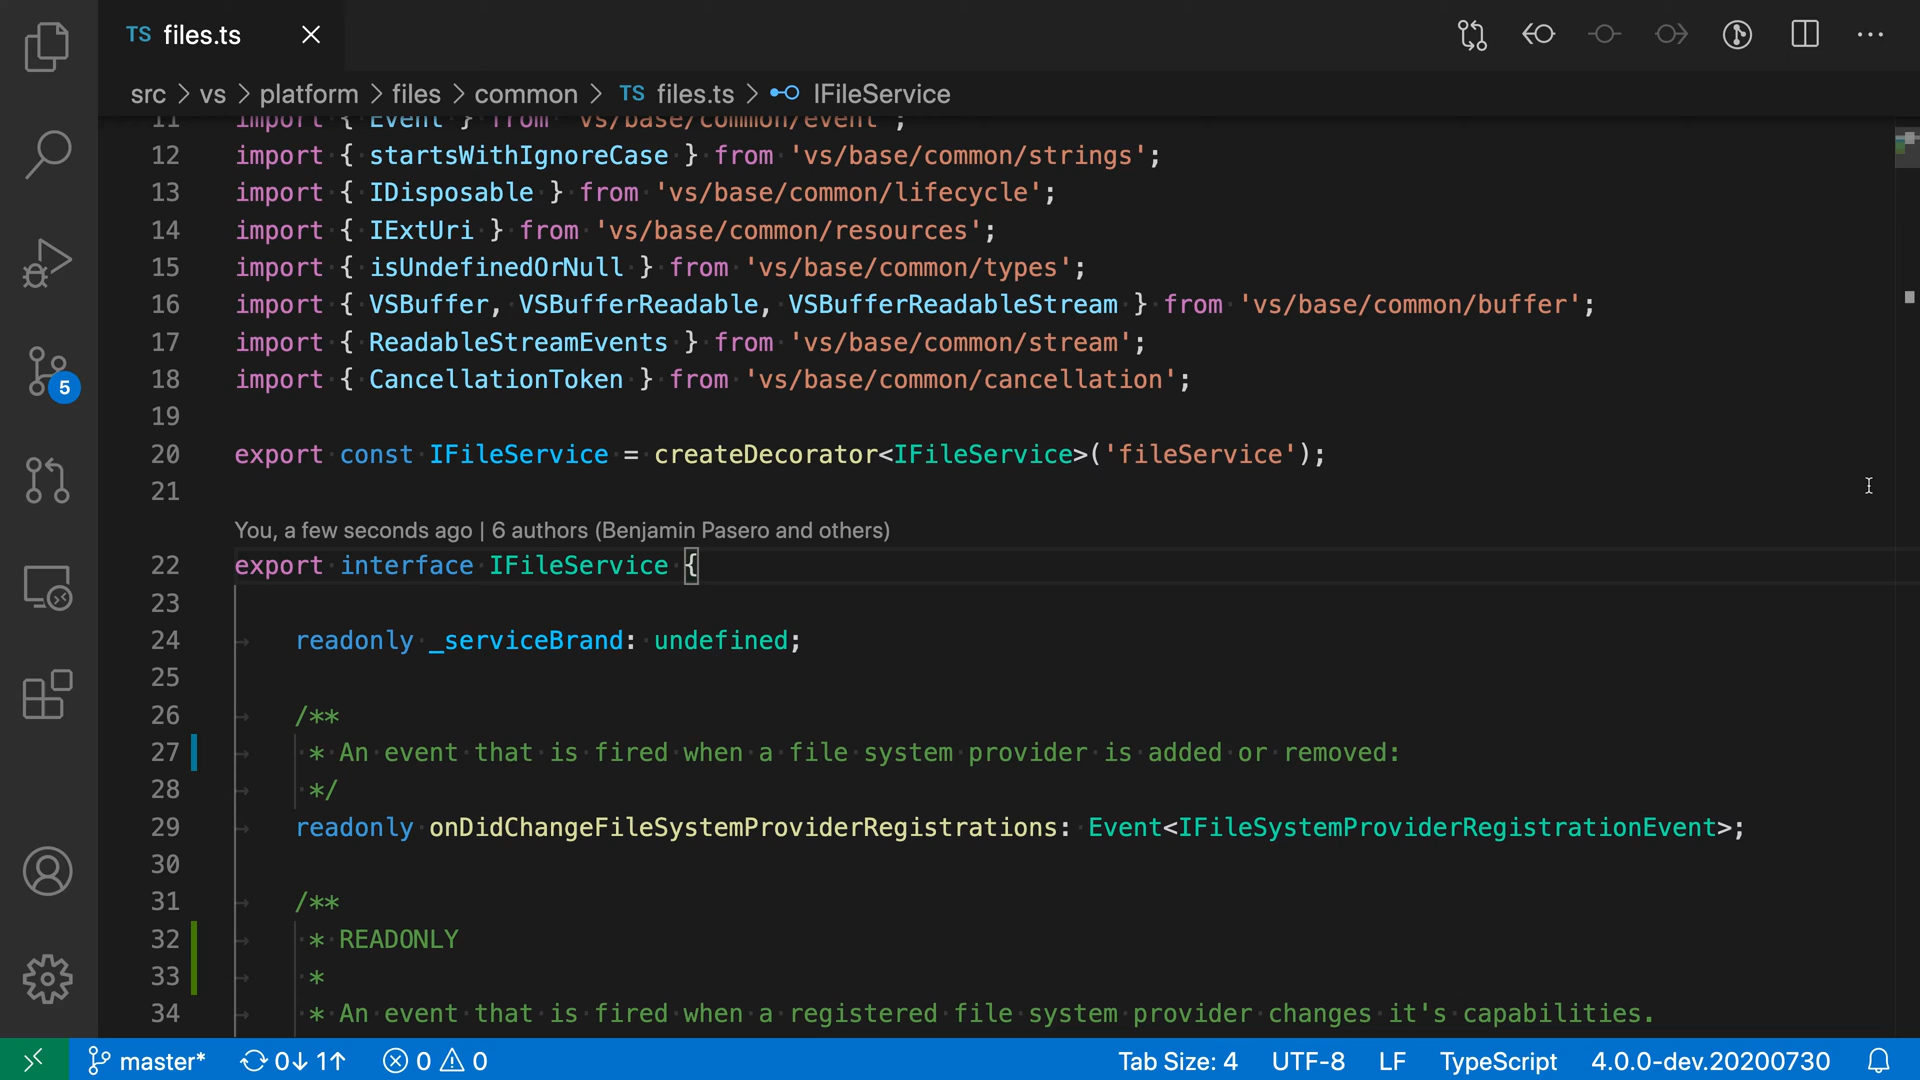 TS files.ts
src > vs > platform > files > common > TS files.ts > IFileService
11 import { Event } from 'vs/base/common/event';
12 import { startsWithIgnoreCase } from 'vs/base/common/strings';
13 import { IDisposable } from 'vs/base/common/lifecycle';
14 import { IExtUri } from 'vs/base/common/resources';
15 import { isUndefinedOrNull } from 'vs/base/common/types';
16 import { VSBuffer, VSBufferReadable, VSBufferReadableStream } from 'vs/base/common/buffer';
17 import { ReadableStreamEvents } from 'vs/base/common/stream';
18 import { CancellationToken } from 'vs/base/common/cancellation';
19
20 export const IFileService = createDecorator<IFileService>('fileService');
21
You, a few seconds ago | 6 authors (Benjamin Pasero and others)
22 export interface IFileService {
23
24 readonly _serviceBrand: undefined;
25
26 /**
27 * An event that is fired when a file system provider is added or removed:
28 */
29 readonly onDidChangeFileSystemProviderRegistrations: Event<IFileSystemProviderRegistrationEvent>;
30
31 /**
32 * READONLY
33 *
34 * An event that is fired when a registered file system provider changes it's capabilities.
5
master* 0↓ 1↑ 0 0 Tab Size: 4 UTF-8 LF TypeScript 4.0.0-dev.20200730